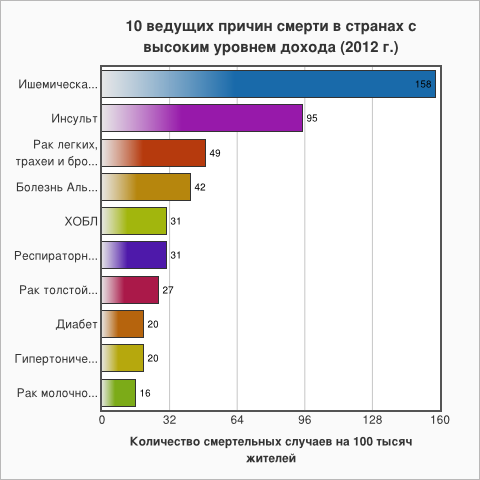 10 ведущих причин смерти в странах с
высоким уровнем дохода (2012 г.)
Ишемическа...
158
Инсульт
95
Рак легких,
трахеи и бро...
49
Болезнь Аль...
42
ХОБЛ
31
Респираторн...
31
Рак толстой...
27
Диабет
20
Гипертониче...
20
Рак молочно...
16
0 32 64 96 128 160
Количество смертельных случаев на 100 тысяч
жителей